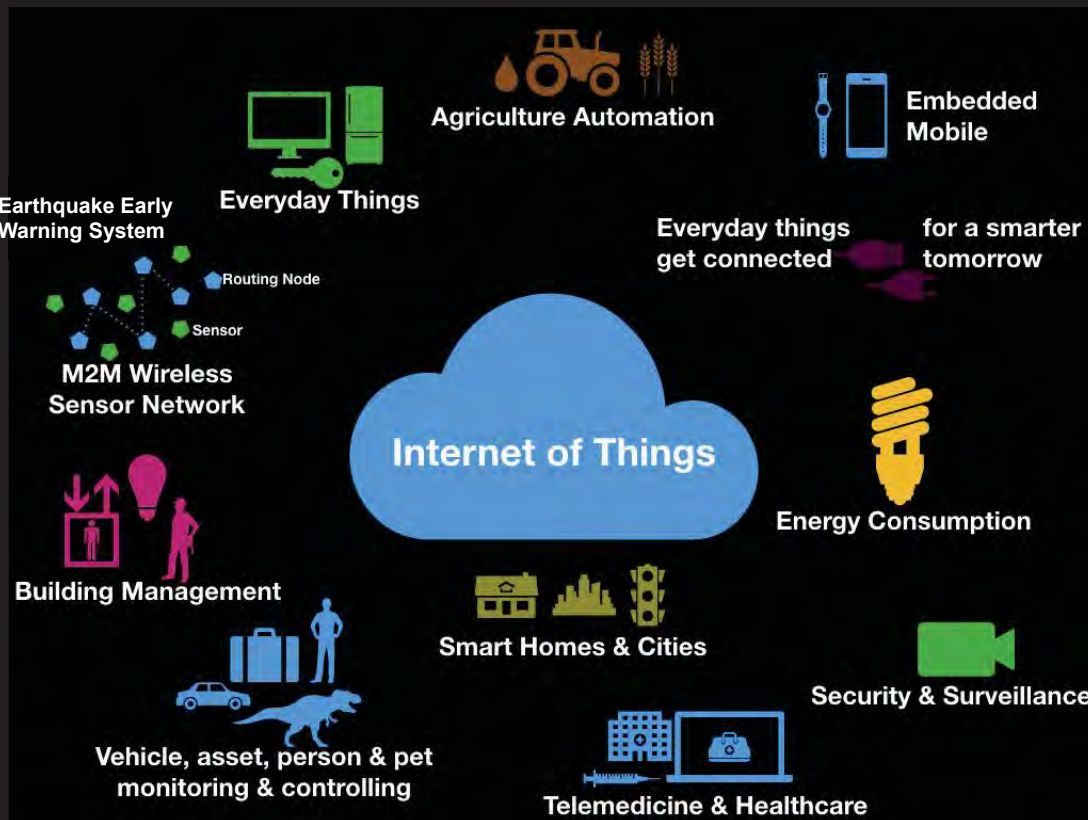 Agriculture Automation
Embedded
Mobile
Everyday Things
Earthquake Early
Warning System
Everyday things
get connected
for a smarter
tomorrow
Routing Node
Sensor
M2M Wireless
Sensor Network
Internet of Things
Energy Consumption
Building Management
Smart Homes & Cities
Security & Surveillance
Vehicle, asset, person & pet
monitoring & controlling
Telemedicine & Healthcare